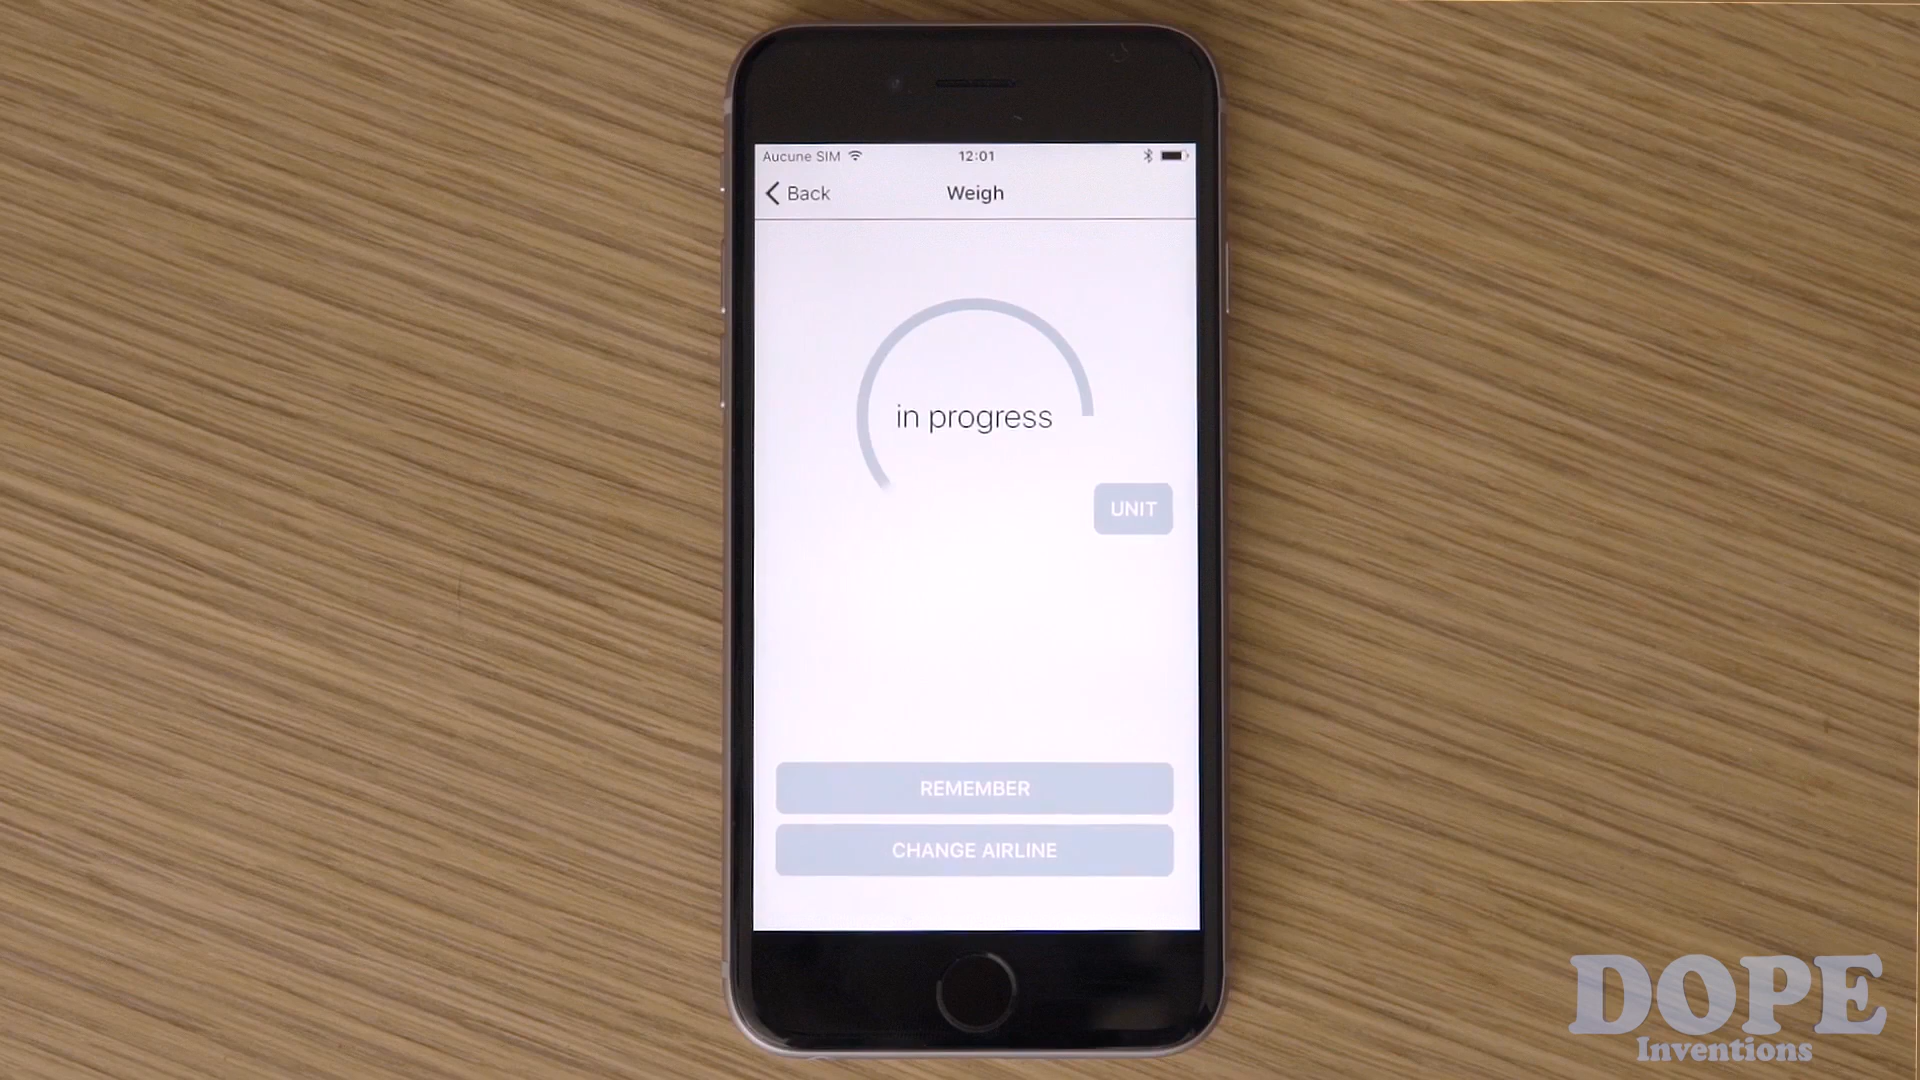 Aucune SIM 12:01
Back Weigh
in progress
UNIT
REMEMBER
CHANGE AIRLINE
DOPE
Inventions